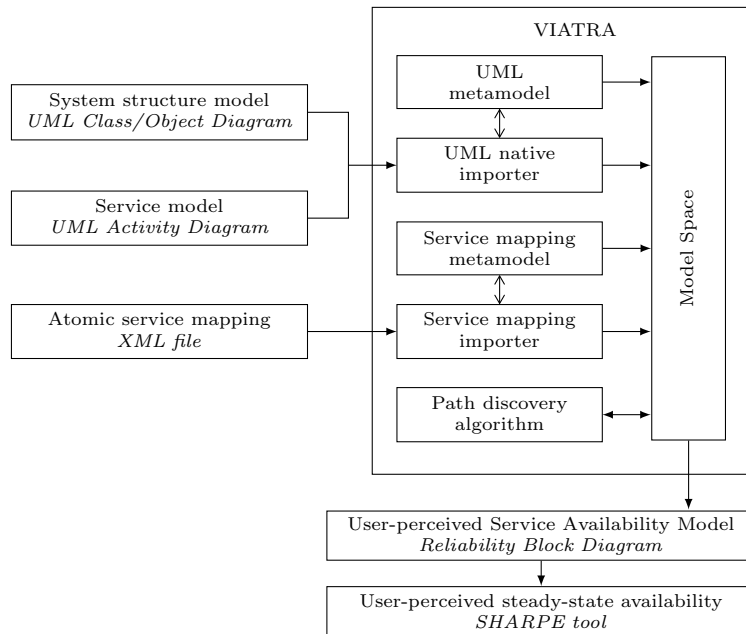 VIATRA
System structure model
UML Class/Object Diagram
Service model
UML Activity Diagram
Atomic service mapping
XML file
UML
metamodel
UML native
importer
Service mapping
metamodel
Service mapping
importer
Path discovery
algorithm
Model Space
User-perceived Service Availability Model
Reliability Block Diagram
User-perceived steady-state availability
SHARPE tool